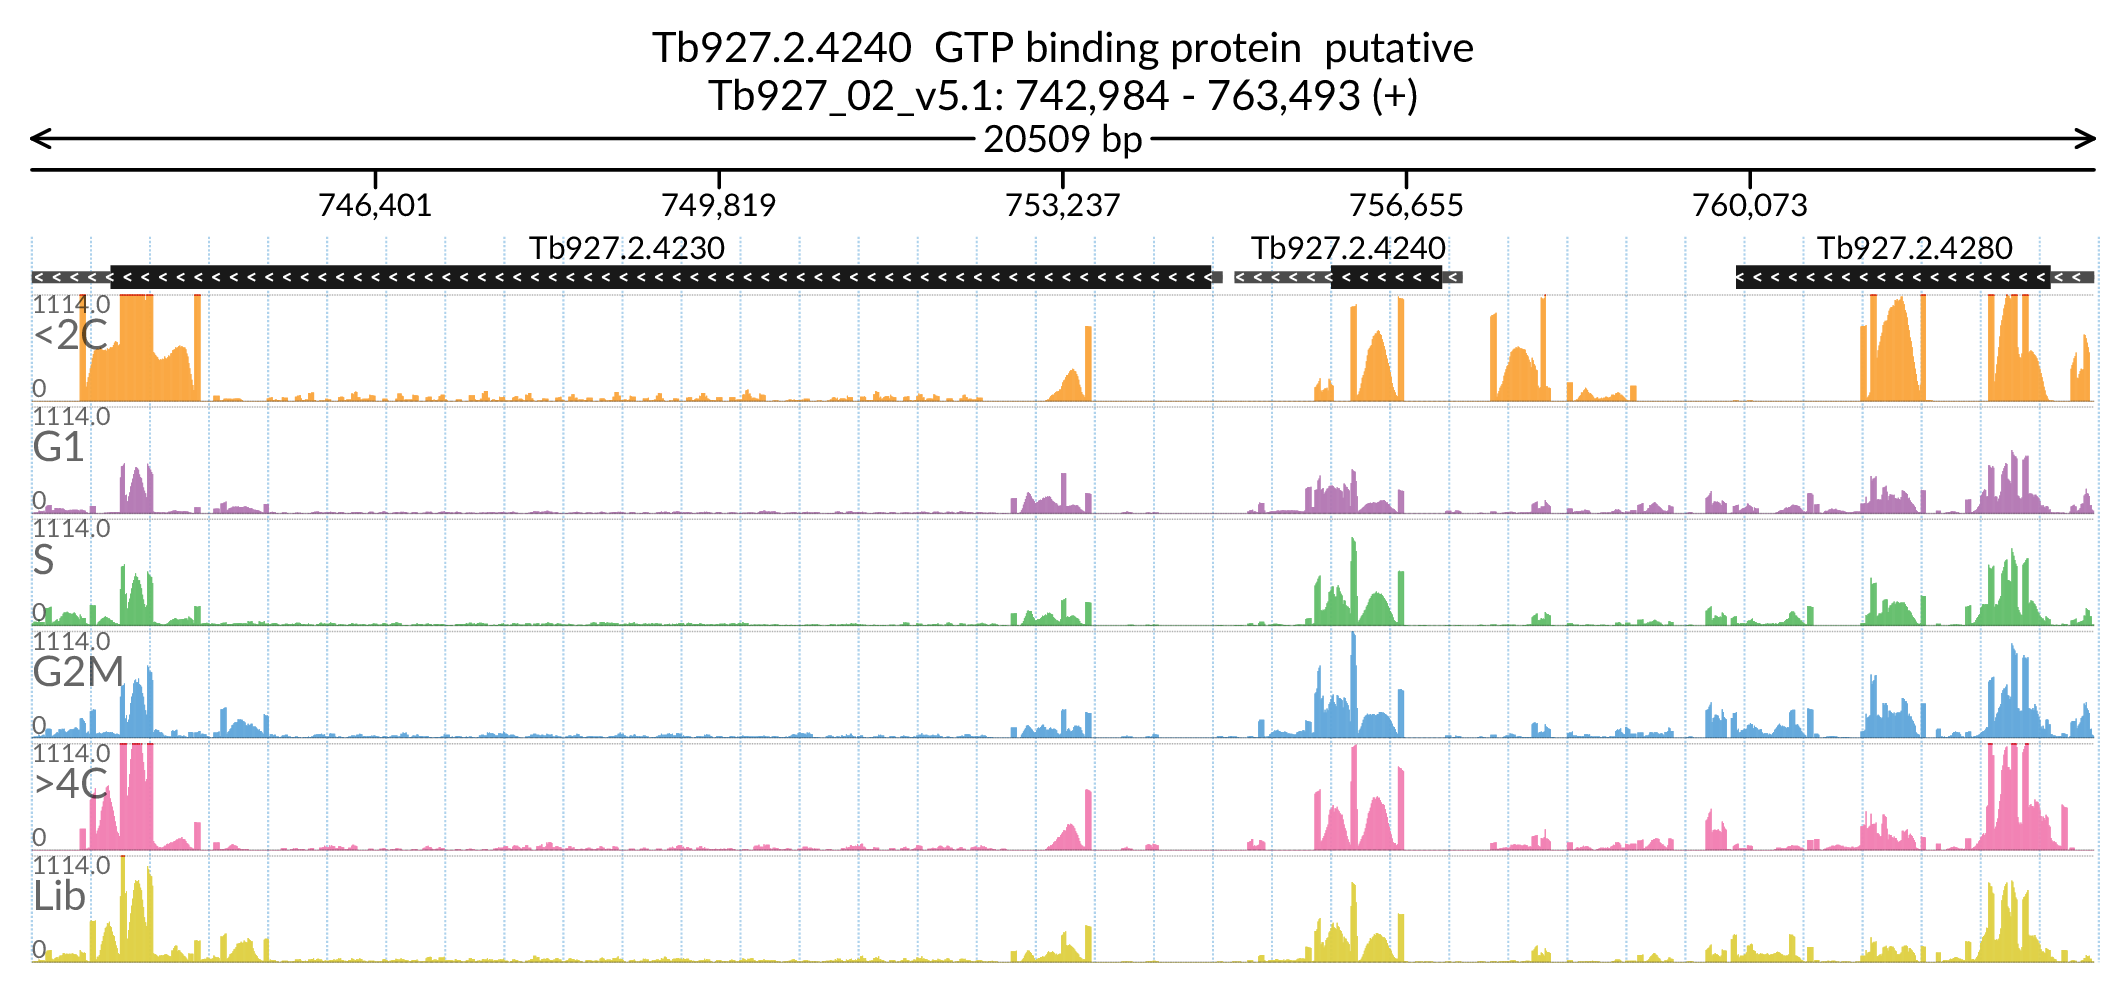 Tb927.2.4240  GTP binding protein  putative
Tb927_02_v5.1: 742,984 - 763,493 (+)
20509 bp
746,401 749,819 753,237 756,655 760,073
Tb927.2.4230 Tb927.2.4240 Tb927.2.4280
1114.0
<2C
0
1114.0
G1
0
1114.0
S
0
1114.0
G2M
0
1114.0
>4C
0
1114.0
Lib
0